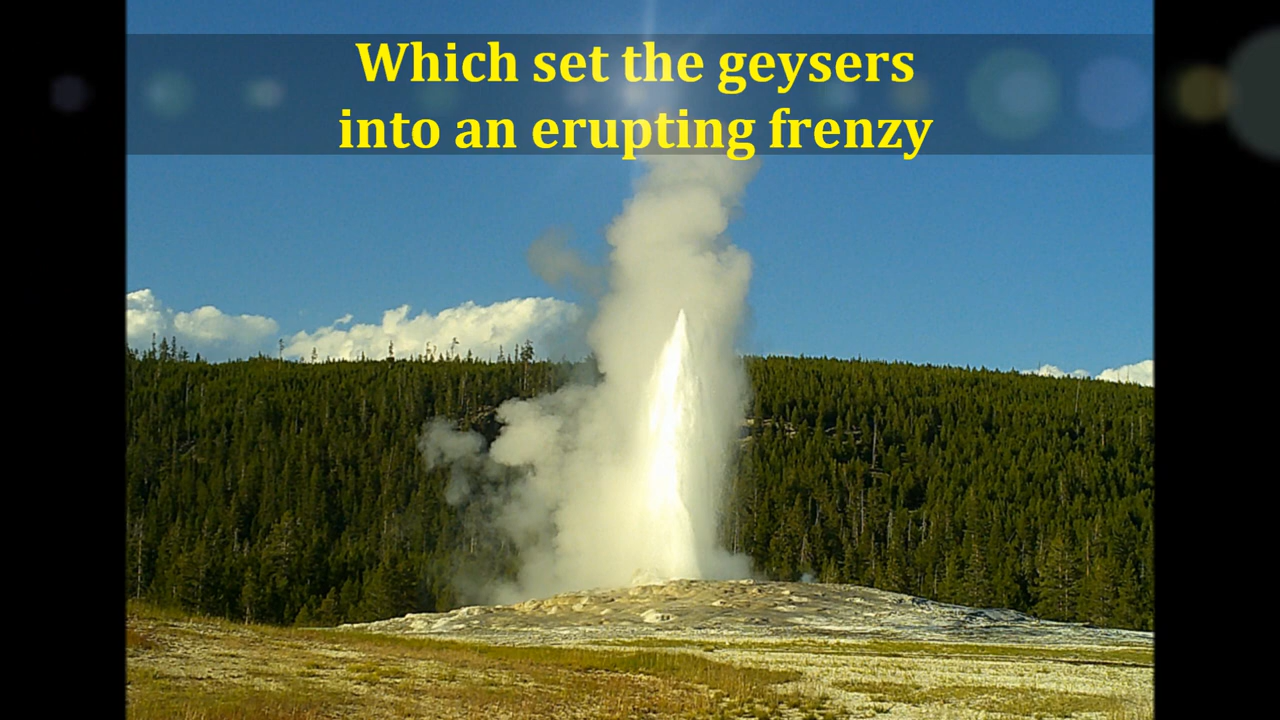 Which set the geysers
into an erupting frenzy